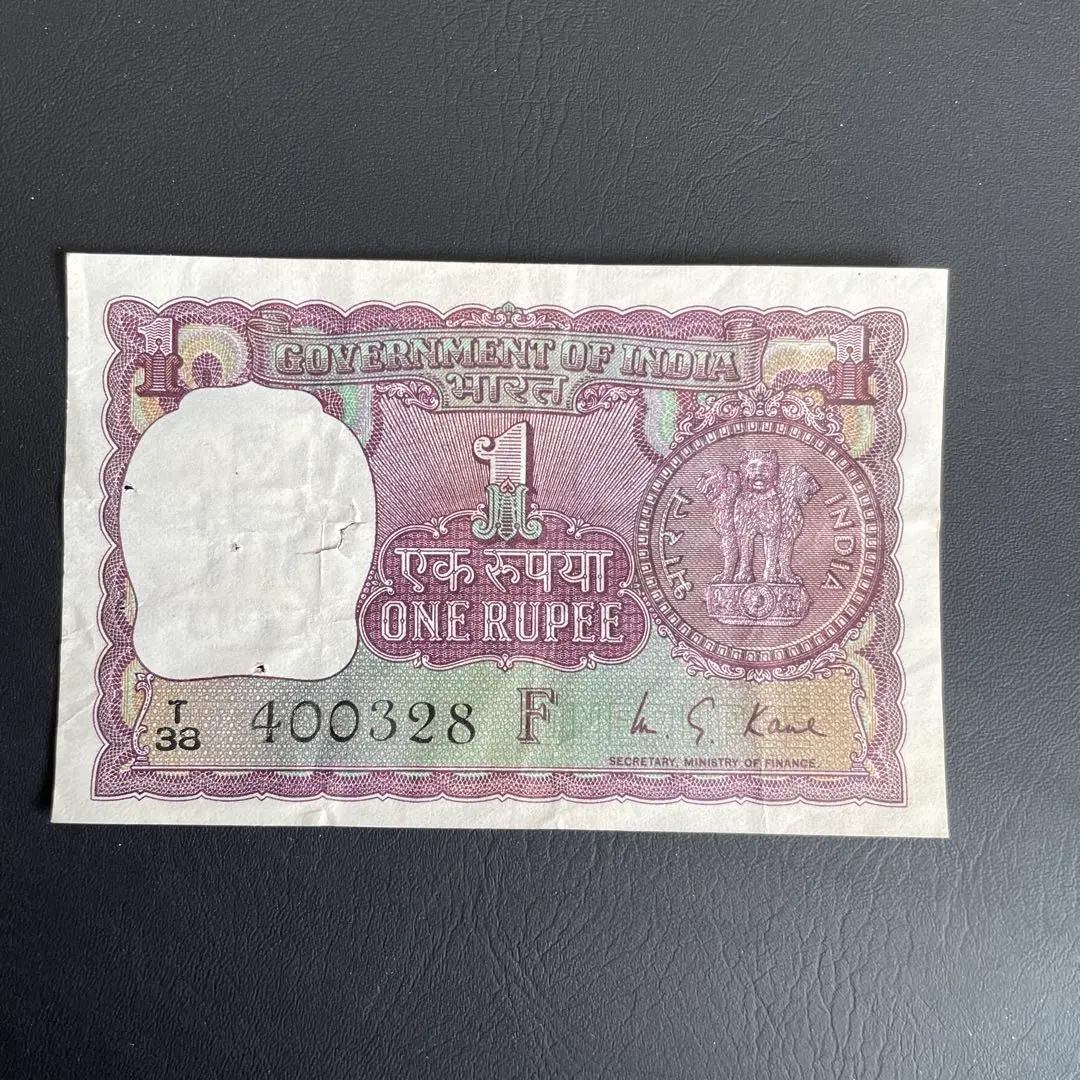 1 1
GOVERNMENT OF INDIA
भारत
1
भारत INDIA
एक रुपया
ONE RUPEE
T
38 400328 F M. G. Kaul
SECRETARY, MINISTRY OF FINANCE